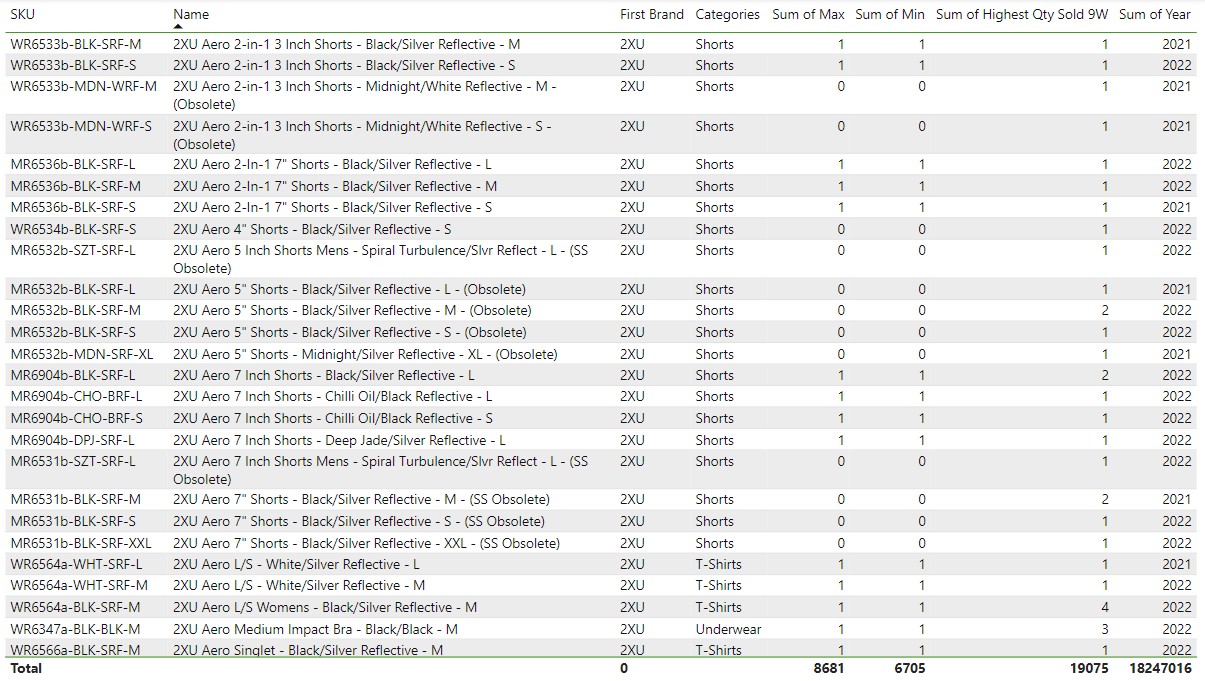 SKU Name First Brand Categories Sum of Max Sum of Min Sum of Highest Qty Sold 9W Sum of Year
WR6533b-BLK-SRF-M 2XU Aero 2-in-1 3 Inch Shorts - Black/Silver Reflective - M 2XU Shorts 1 1 1 2021
WR6533b-BLK-SRF-S 2XU Aero 2-in-1 3 Inch Shorts - Black/Silver Reflective - S 2XU Shorts 1 1 1 2022
WR6533b-MDN-WRF-M 2XU Aero 2-in-1 3 Inch Shorts - Midnight/White Reflective - M - 2XU Shorts 0 0 1 2021
(Obsolete)
WR6533b-MDN-WRF-S 2XU Aero 2-in-1 3 Inch Shorts - Midnight/White Reflective - S - 2XU Shorts 0 0 1 2021
(Obsolete)
MR6536b-BLK-SRF-L 2XU Aero 2-In-1 7" Shorts - Black/Silver Reflective - L 2XU Shorts 1 1 1 2022
MR6536b-BLK-SRF-M 2XU Aero 2-In-1 7" Shorts - Black/Silver Reflective - M 2XU Shorts 1 1 1 2022
MR6536b-BLK-SRF-S 2XU Aero 2-In-1 7" Shorts - Black/Silver Reflective - S 2XU Shorts 1 1 1 2021
WR6534b-BLK-SRF-S 2XU Aero 4" Shorts - Black/Silver Reflective - S 2XU Shorts 0 0 1 2022
MR6532b-SZT-SRF-L 2XU Aero 5 Inch Shorts Mens - Spiral Turbulence/Slvr Reflect - L - (SS 2XU Shorts 0 0 1 2022
Obsolete)
MR6532b-BLK-SRF-L 2XU Aero 5" Shorts - Black/Silver Reflective - L - (Obsolete) 2XU Shorts 0 0 1 2021
MR6532b-BLK-SRF-M 2XU Aero 5" Shorts - Black/Silver Reflective - M - (Obsolete) 2XU Shorts 0 0 2 2022
MR6532b-BLK-SRF-S 2XU Aero 5" Shorts - Black/Silver Reflective - S - (Obsolete) 2XU Shorts 0 0 1 2022
MR6532b-MDN-SRF-XL 2XU Aero 5" Shorts - Midnight/Silver Reflective - XL - (Obsolete) 2XU Shorts 0 0 1 2021
MR6904b-BLK-SRF-L 2XU Aero 7 Inch Shorts - Black/Silver Reflective - L 2XU Shorts 1 1 2 2022
MR6904b-CHO-BRF-L 2XU Aero 7 Inch Shorts - Chilli Oil/Black Reflective - L 2XU Shorts 1 1 1 2022
MR6904b-CHO-BRF-S 2XU Aero 7 Inch Shorts - Chilli Oil/Black Reflective - S 2XU Shorts 1 1 1 2022
MR6904b-DPJ-SRF-L 2XU Aero 7 Inch Shorts - Deep Jade/Silver Reflective - L 2XU Shorts 1 1 1 2022
MR6531b-SZT-SRF-L 2XU Aero 7 Inch Shorts Mens - Spiral Turbulence/Slvr Reflect - L - (SS 2XU Shorts 0 0 1 2022
Obsolete)
MR6531b-BLK-SRF-M 2XU Aero 7" Shorts - Black/Silver Reflective - M - (SS Obsolete) 2XU Shorts 0 0 2 2021
MR6531b-BLK-SRF-S 2XU Aero 7" Shorts - Black/Silver Reflective - S - (SS Obsolete) 2XU Shorts 0 0 1 2022
MR6531b-BLK-SRF-XXL 2XU Aero 7" Shorts - Black/Silver Reflective - XXL - (SS Obsolete) 2XU Shorts 0 0 1 2022
WR6564a-WHT-SRF-L 2XU Aero L/S - White/Silver Reflective - L 2XU T-Shirts 1 1 1 2021
WR6564a-WHT-SRF-M 2XU Aero L/S - White/Silver Reflective - M 2XU T-Shirts 1 1 1 2022
WR6564a-BLK-SRF-M 2XU Aero L/S Womens - Black/Silver Reflective - M 2XU T-Shirts 1 1 4 2022
WR6347a-BLK-BLK-M 2XU Aero Medium Impact Bra - Black/Black - M 2XU Underwear 1 1 3 2022
WR6566a-BLK-SRF-M 2XU Aero Singlet - Black/Silver Reflective - M 2XU T-Shirts 1 1 1 2022
Total 0 8681 6705 19075 18247016